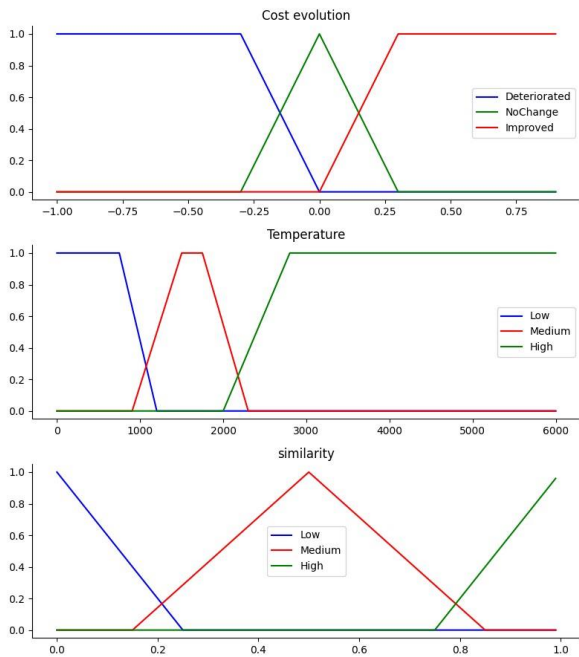 Cost evolution
1.0
0.8
0.6
0.4
0.2
0.0
Deteriorated
NoChange
Improved
−1.00 −0.75 −0.50 −0.25 0.00 0.25 0.50 0.75
Temperature
1.0
0.8
0.6
0.4
0.2
0.0
Low
Medium
High
0 1000 2000 3000 4000 5000 6000
similarity
1.0
0.8
0.6
0.4
0.2
0.0
Low
Medium
High
0.0 0.2 0.4 0.6 0.8 1.0